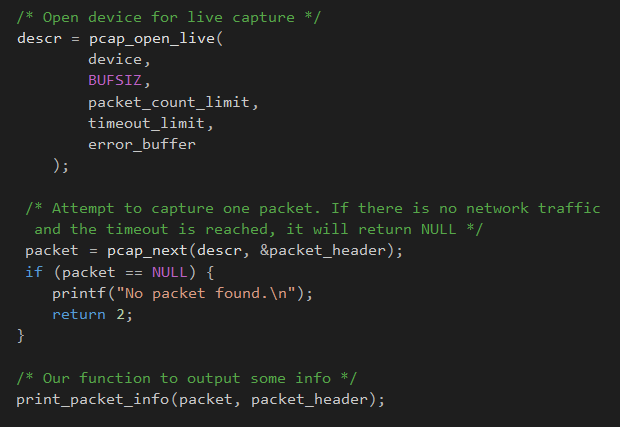 /* Open device for live capture */
descr = pcap_open_live(
device,
BUFSIZ,
packet_count_limit,
timeout_limit,
error_buffer
);
/* Attempt to capture one packet. If there is no network traffic
and the timeout is reached, it will return NULL */
packet = pcap_next(descr, &packet_header);
if (packet == NULL) {
printf("No packet found.\n");
return 2;
}
/* Our function to output some info */
print_packet_info(packet, packet_header);